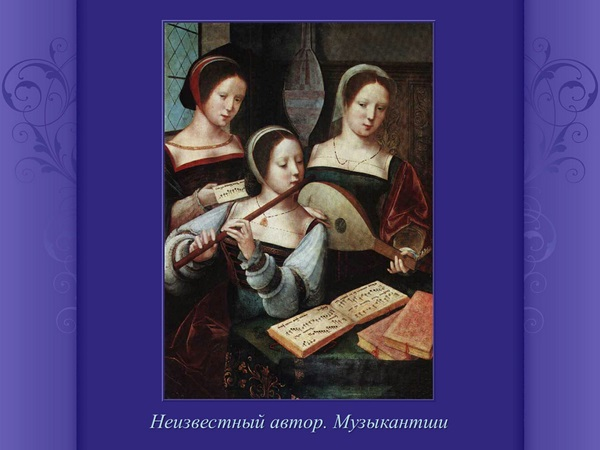 Неизвестный автор. Музыкантши